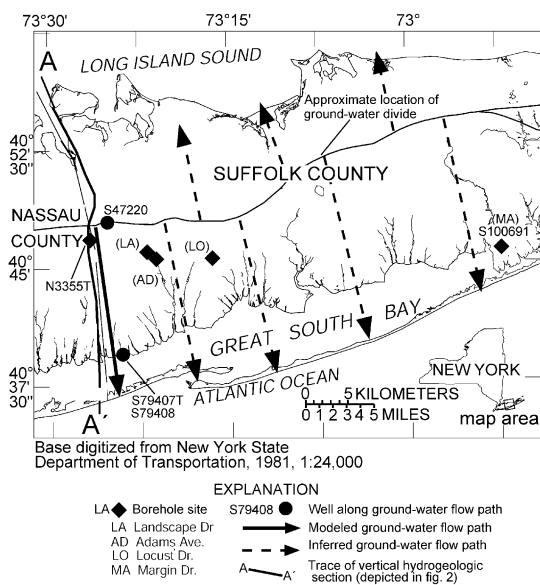 73°30'
73°15'
73°
A
LONG ISLAND SOUND
Approximate location of
ground-water divide
40°
52'
30"
SUFFOLK COUNTY
NASSAU
COUNTY
S47220
(LA)
(LO)
(AD)
(MA)
S100691
40°
45'
N3355T
GREAT SOUTH BAY
S79407T
S79408
ATLANTIC OCEAN
40°
37'
30"
A´
0 5 KILOMETERS
0 1 2 3 4 5 MILES
NEW YORK
map area
Base digitized from New York State
Department of Transportation, 1981, 1:24,000
EXPLANATION
LA Borehole site
LA Landscape Dr
AD Adams Ave.
LO Locust Dr.
MA Margin Dr.
S79408 Well along ground-water flow path
Modeled ground-water flow path
Inferred ground-water flow path
A A´ Trace of vertical hydrogeologic
section (depicted in fig. 2)